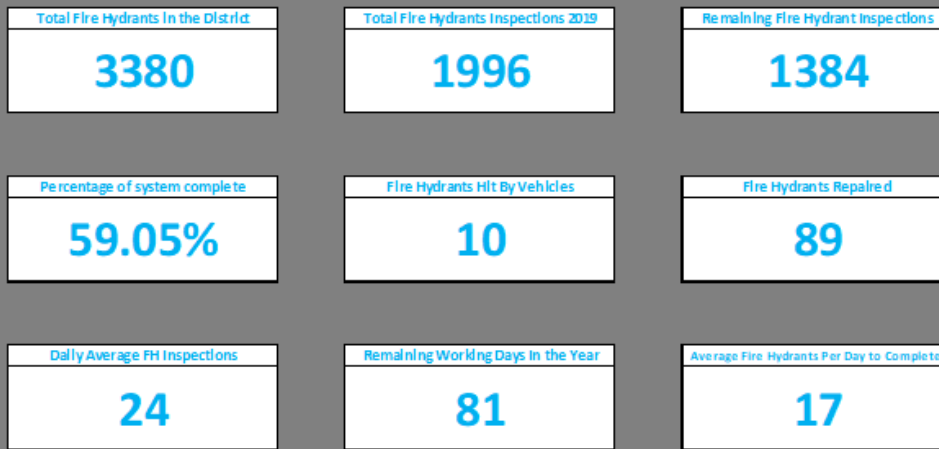 Total Fire Hydrants in the District
3380
Total Fire Hydrants Inspections 2019
1996
Remaining Fire Hydrant Inspections
1384
Percentage of system complete
59.05%
Fire Hydrants Hit By Vehicles
10
Fire Hydrants Repaired
89
Daily Average FH Inspections
24
Remaining Working Days In the Year
81
Average Fire Hydrants Per Day to Complete
17